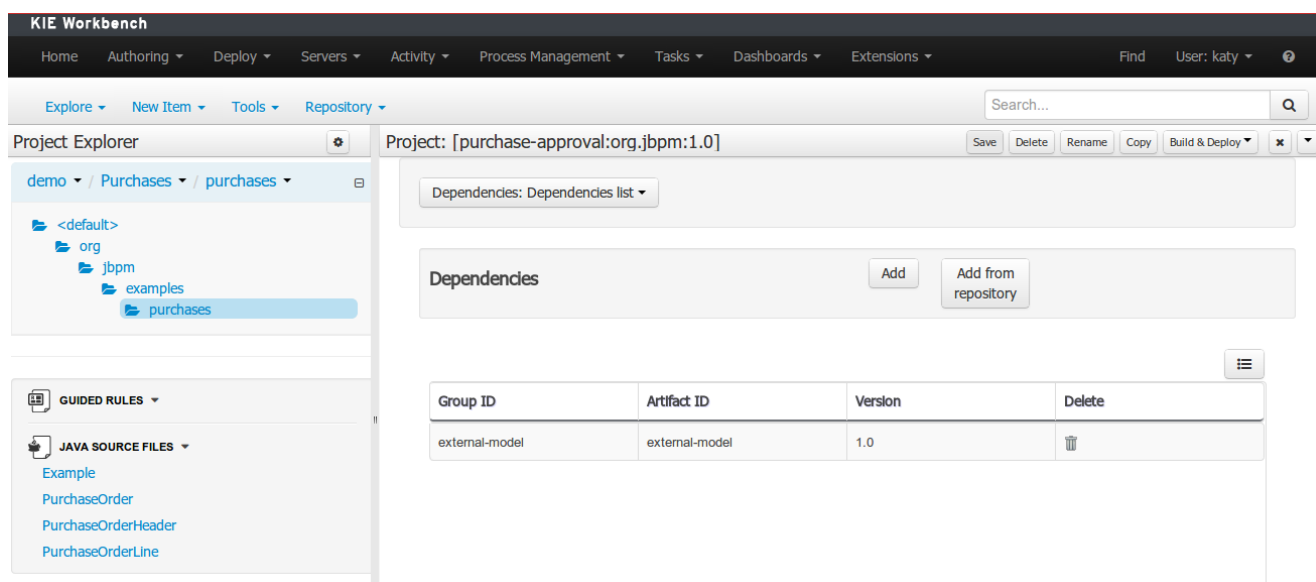 KIE Workbench
Home Authoring Deploy Servers Activity Process Management Tasks Dashboards Extensions Find User: katy ?
Explore New Item Tools Repository Search...
Project Explorer
Project: [purchase-approval:org.jbpm:1.0] Save Delete Rename Copy Build & Deploy
demo / Purchases / purchases
<default>
org
jbpm
examples
purchases
GUIDED RULES
JAVA SOURCE FILES
Example
PurchaseOrder
PurchaseOrderHeader
PurchaseOrderLine
Dependencies: Dependencies list
Dependencies Add Add from
repository
Group ID Artifact ID Version Delete
external-model external-model 1.0